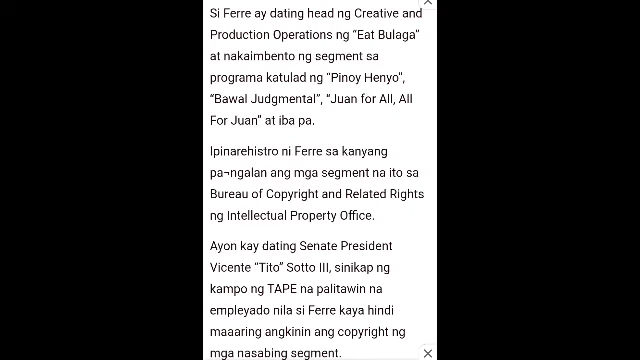 Si Ferre ay dating head ng Creative and
Production Operations ng “Eat Bulaga”
at nakaimbento ng segment sa
programa katulad ng “Pinoy Henyo”,
“Bawal Judgmental”, “Juan for All, All
For Juan” at iba pa.
Ipinarehistro ni Ferre sa kanyang
pa¬ngalan ang mga segment na ito sa
Bureau of Copyright and Related Rights
ng Intellectual Property Office.
Ayon kay dating Senate President
Vicente “Tito” Sotto III, sinikap ng
kampo ng TAPE na palitawin na
empleyado nila si Ferre kaya hindi
maaaring angkinin ang copyright ng
mga nasabing segment.